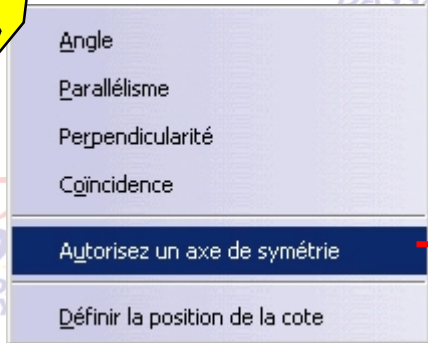 Angle
Parallélisme
Perpendicularité
Coïncidence
Autorisez un axe de symétrie
Définir la position de la cote